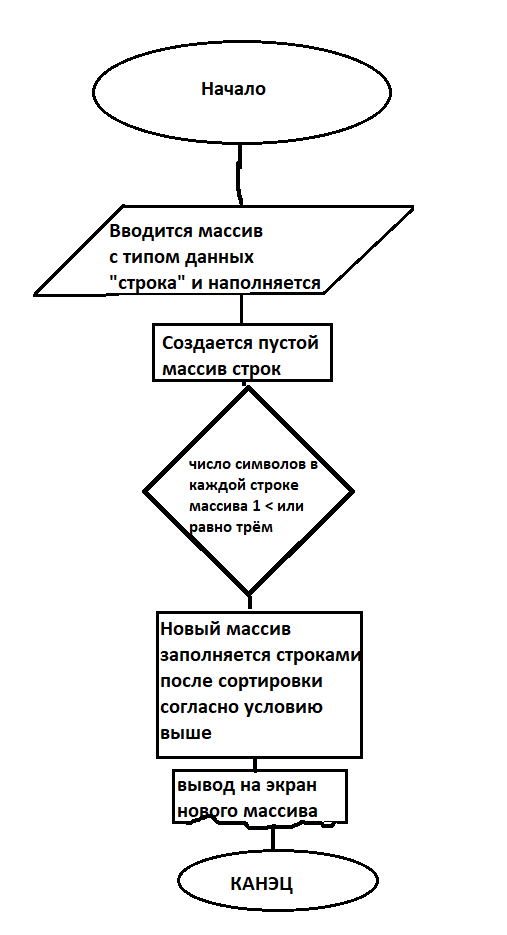 Начало
Вводится массив
с типом данных
"строка" и наполняется
Создается пустой
массив строк
число символов в
каждой строке
массива 1 < или
равно трём
Новый массив
заполняется строками
после сортировки
согласно условию
выше
вывод на экран
нового массива
КАНЭЦ